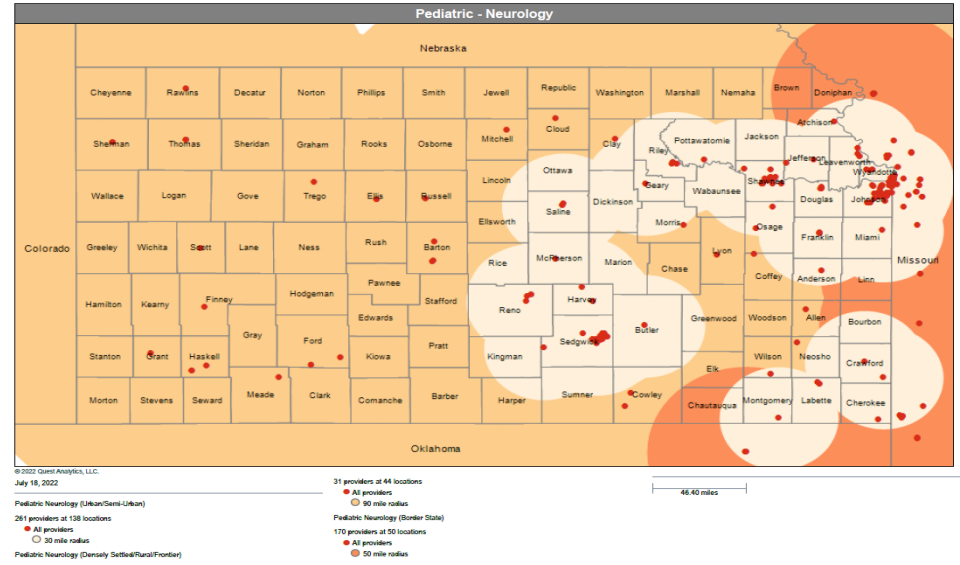 Pediatric - Neurology
Nebraska
Cheyenne Rawlins Decatur Norton Phillips Smith Jewell Republic Washington Marshall Nemaha Brown Doniphan
Atchison
Sherman Thomas Sheridan Graham Rooks Osborne Mitchell Cloud Clay Riley Pottawatomie Jackson Jefferson Leavenworth
Wyandotte
Wallace Logan Gove Trego Ellis Russell Lincoln Ottawa Geary Wabaunsee Shawnee Douglas Johnson
Saline Dickinson
Ellsworth Morris Osage
Colorado Greeley Wichita Scott Lane Ness Rush Barton Lyon Franklin Miami
Rice McPherson Marion Chase Missouri
Hamilton Kearny Finney Hodgeman Pawnee Stafford Coffey Anderson Linn
Reno Harvey
Gray Ford Edwards Greenwood Woodson Allen Bourbon
Stanton Grant Haskell Kiowa Pratt Kingman Sedgwick Butler Wilson Neosho Crawford
Elk
Morton Stevens Seward Meade Clark Comanche Barber Harper Sumner Cowley Chautauqua Montgomery Labette Cherokee
Oklahoma
© 2022 Quest Analytics, LLC.
July 18, 2022
Pediatric Neurology (Urban/Semi-Urban)
261 providers at 138 locations
All providers
30 mile radius
Pediatric Neurology (Densely Settled/Rural/Frontier)
31 providers at 44 locations
All providers
90 mile radius
Pediatric Neurology (Border State)
170 providers at 50 locations
All providers
50 mile radius
46.40 miles